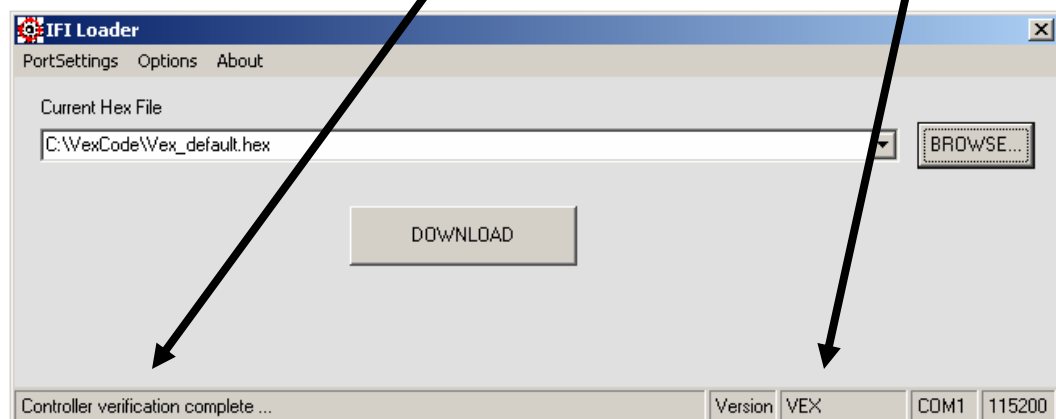 IFI Loader
PortSettings Options About
Current Hex File
C:\VexCode\Vex_default.hex
BROWSE...
DOWNLOAD
Controller verification complete ... Version VEX COM1 115200